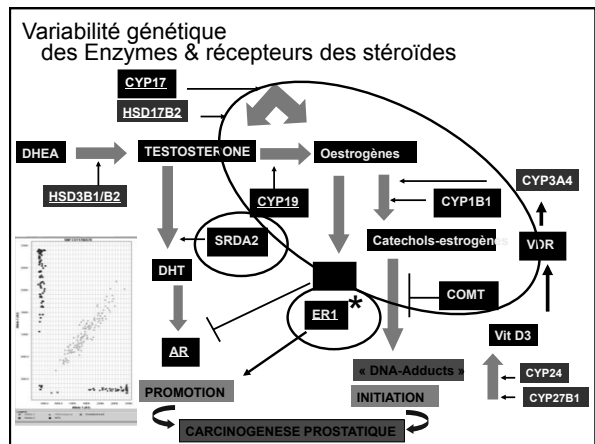 Variabilité génétique
des Enzymes & récepteurs des stéroïdes
CYP17
HSD17B2
DHEA
TESTOSTERONE
Oestrogènes
CYP3A4
HSD3B1/B2
CYP19
CYP1B1
SRDA2
Catechols-estrogènes
VDR
DHT
COMT
ER1
*
Vit D3
AR
« DNA-Adducts »
CYP24
PROMOTION
INITIATION
CYP27B1
CARCINOGENESE PROSTATIQUE